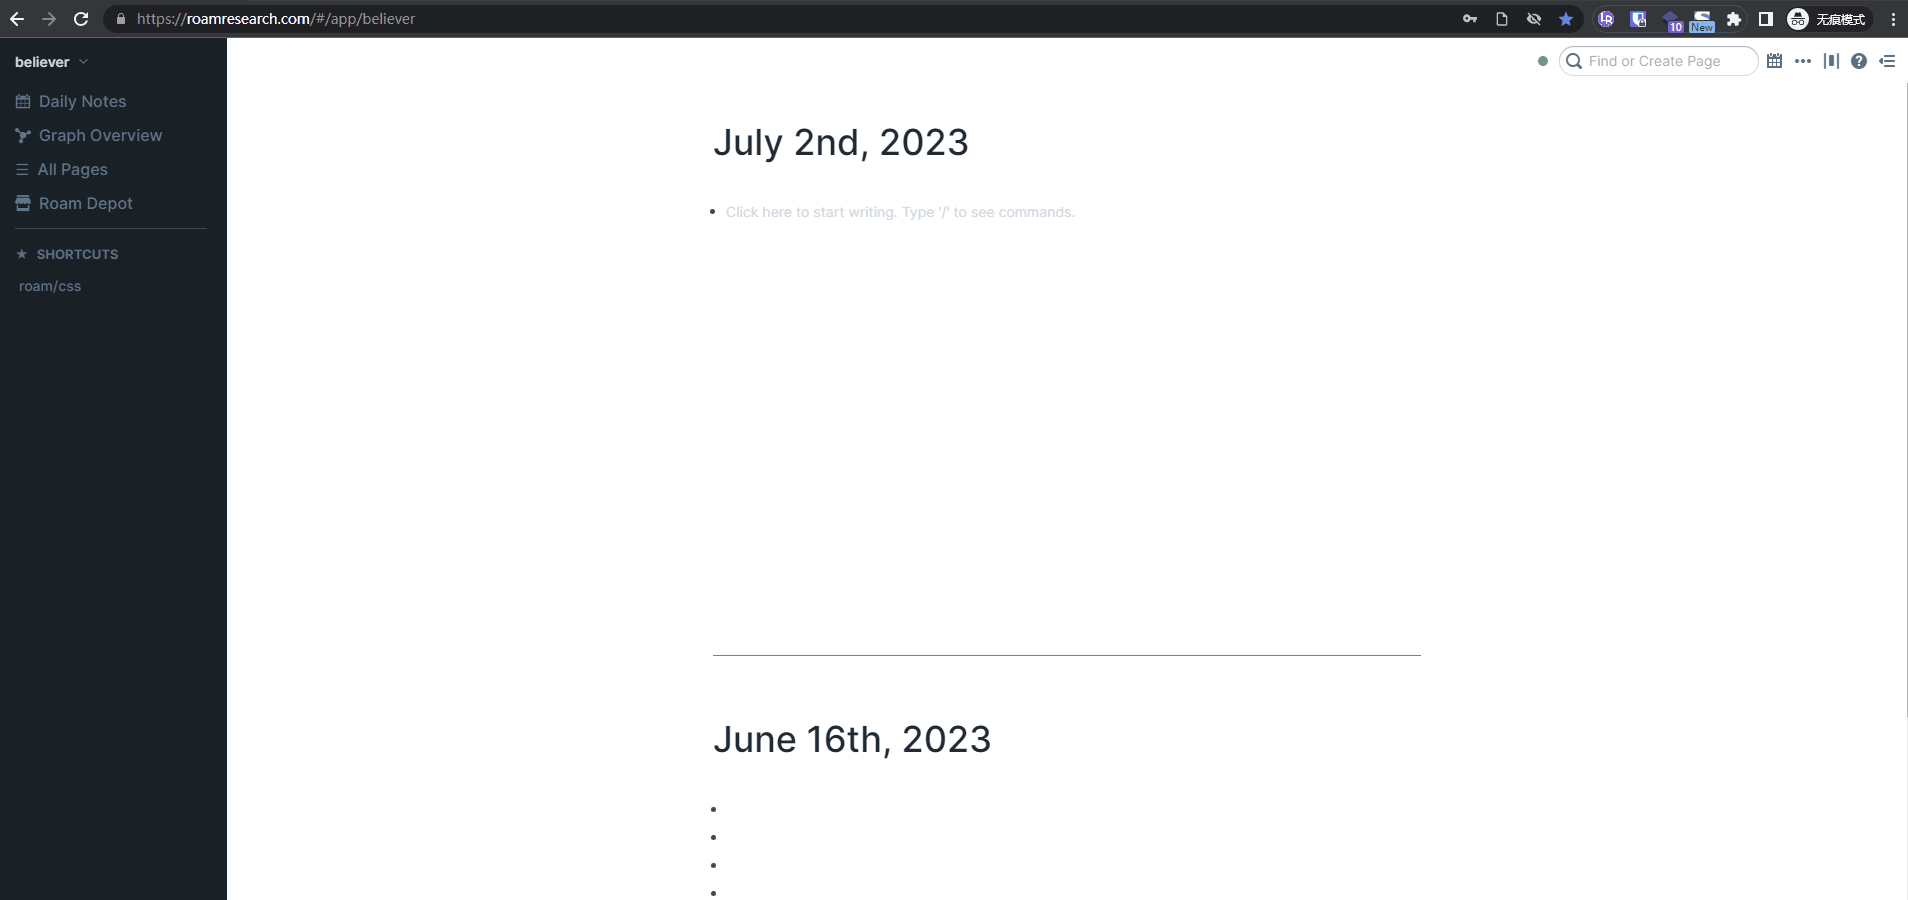 https://roamresearch.com/#/app/believer
10
New
无痕模式
believer
Find or Create Page
Daily Notes
Graph Overview
All Pages
Roam Depot
SHORTCUTS
roam/css
July 2nd, 2023
Click here to start writing. Type '/' to see commands.
June 16th, 2023